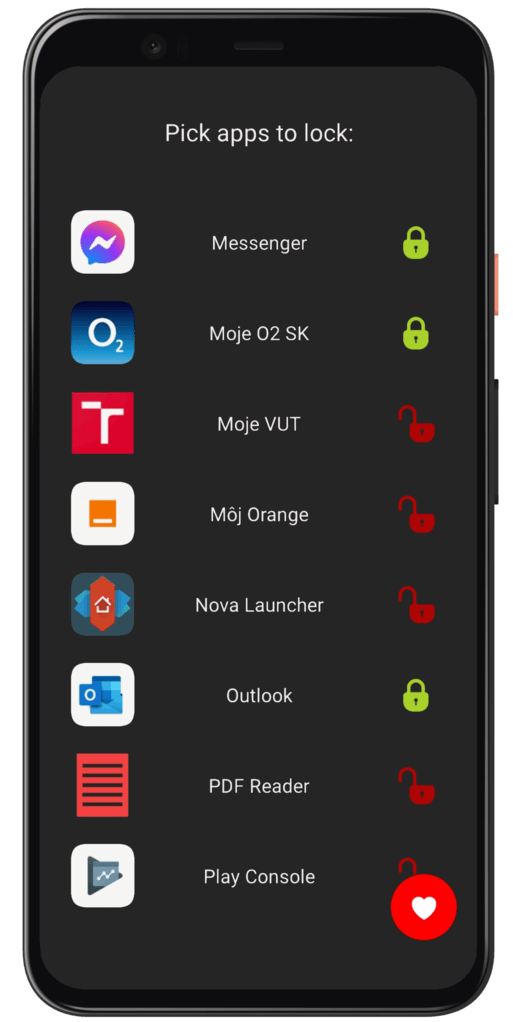 Pick apps to lock:
Messenger
O2 Moje O2 SK
T Moje VUT
Môj Orange
Nova Launcher
O Outlook
PDF Reader
Play Console